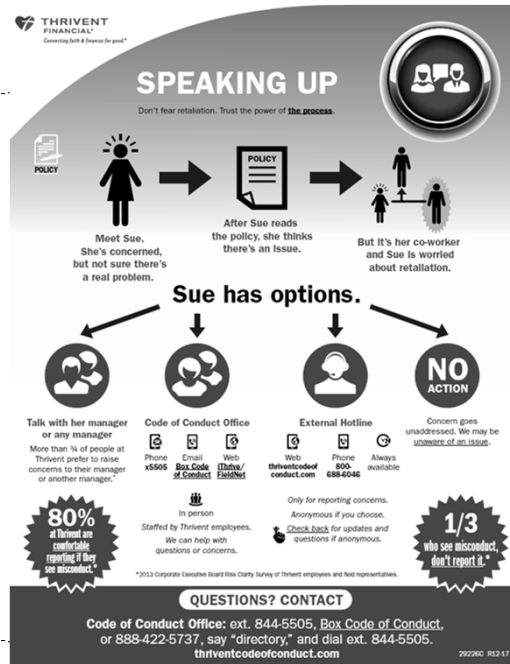 THRIVENT
FINANCIAL®
Connecting faith & finances for good.®
SPEAKING UP
Don't fear retaliation. Trust the power of the process.
POLICY
POLICY
Meet Sue.
She's concerned,
but not sure there's
a real problem.
After Sue reads
the policy, she thinks
there's an issue.
But it's her co-worker
and Sue is worried
about retaliation.
Sue has options.
Talk with her manager
or any manager
More than ¾ of people at
Thrivent prefer to raise
concerns to their manager
or another manager.*
80%
at Thrivent are
comfortable
reporting if they
see misconduct.*
Code of Conduct Office
Phone
x5505
Email
Box Code
of Conduct
Web
iThrive/
FieldNet
In person
Staffed by Thrivent employees.
We can help with
questions or concerns.
External Hotline
Web
thriventcodeof
conduct.com
Phone
800-
688-6046
Always
available
Only for reporting concerns.
Anonymous if you choose.
Check back for updates and
questions if anonymous.
NO
ACTION
Concern goes
unaddressed. We may be
unaware of an issue.
1/3
who see misconduct,
don't report it.*
*2013 Corporate Executive Board Risk Clarity Survey of Thrivent employees and field representatives.
QUESTIONS? CONTACT
Code of Conduct Office: ext. 844-5505, Box Code of Conduct,
or 888-422-5737, say “directory,” and dial ext. 844-5505.
thriventcodeofconduct.com
29226C R12-17